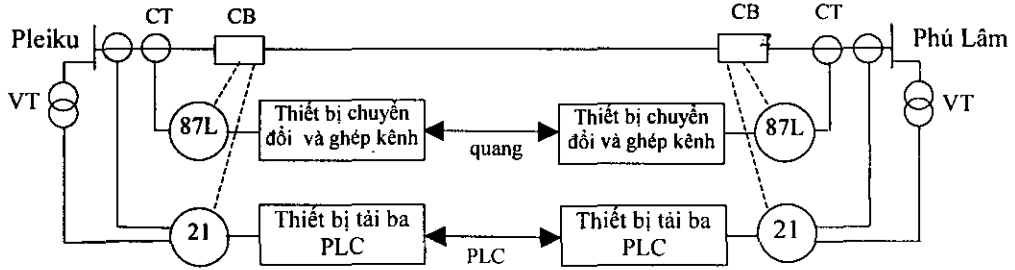 CT
CB
CB
CT
Pleiku
Phú Lâm
VT
VT
87L
Thiết bị chuyển
đổi và ghép kênh
quang
Thiết bị chuyển
đổi và ghép kênh
87L
21
Thiết bị tải ba
PLC
PLC
Thiết bị tải ba
PLC
21